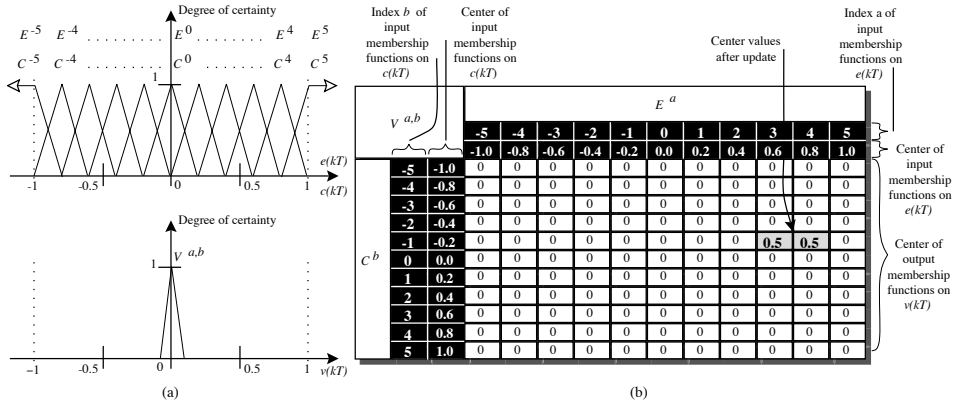 Degree of certainty
E^-5 E^-4 . . . . . . . . E^0 . . . . . . . . E^4 E^5
C^-5 C^-4 . . . . . . . . C^0 . . . . . . . . C^4 C^5
1
e(kT)
-1 -0.5 0 0.5 1 c(kT)
Degree of certainty
V^a,b
1
−1 -0.5 0 0.5 1 v(kT)
(a)
Index b of
input
membership
functions on
c(kT)
Center of
input
membership
functions on
c(kT)
Center values
after update
Index a of
input
membership
functions on
e(kT)
V^a,b
E^a
-5 -4 -3 -2 -1 0 1 2 3 4 5
-1.0 -0.8 -0.6 -0.4 -0.2 0.0 0.2 0.4 0.6 0.8 1.0
C^b
-5 -1.0 0 0 0 0 0 0 0 0 0 0 0
-4 -0.8 0 0 0 0 0 0 0 0 0 0 0
-3 -0.6 0 0 0 0 0 0 0 0 0 0 0
-2 -0.4 0 0 0 0 0 0 0 0 0 0 0
-1 -0.2 0 0 0 0 0 0 0 0 0.5 0.5 0
0 0.0 0 0 0 0 0 0 0 0 0 0 0
1 0.2 0 0 0 0 0 0 0 0 0 0 0
2 0.4 0 0 0 0 0 0 0 0 0 0 0
3 0.6 0 0 0 0 0 0 0 0 0 0 0
4 0.8 0 0 0 0 0 0 0 0 0 0 0
5 1.0 0 0 0 0 0 0 0 0 0 0 0
Center of
input
membership
functions on
e(kT)
Center of
output
membership
functions on
v(kT)
(b)